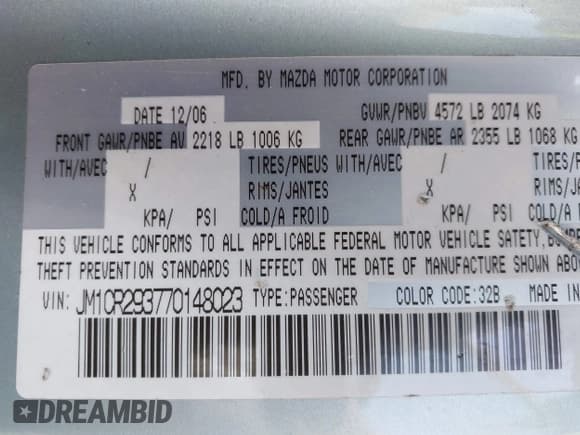 MFD. BY MAZDA MOTOR CORPORATION
DATE 12/06 GVWR/PNBV 4572 LB 2074 KG
FRONT GAWR/PNBE AV 2218 LB 1006 KG REAR GAWR/PNBE AR 2355 LB 1068 KG
WITH/AVEC / TIRES/PNEUS WITH/AVEC / TIRES/P
X RIMS/JANTES X RIMS/JAN
KPA/ PSI COLD/A FROID KPA/ PSI COLD/A
THIS VEHICLE CONFORMS TO ALL APPLICABLE FEDERAL MOTOR VEHICLE SAFETY, BUMPE
THEFT PREVENTION STANDARDS IN EFFECT ON THE DATE OF MANUFACTURE SHOWN ABOV
VIN: JM1CR293770148023 TYPE:PASSENGER COLOR CODE:32B MADE IN
DREAMBID